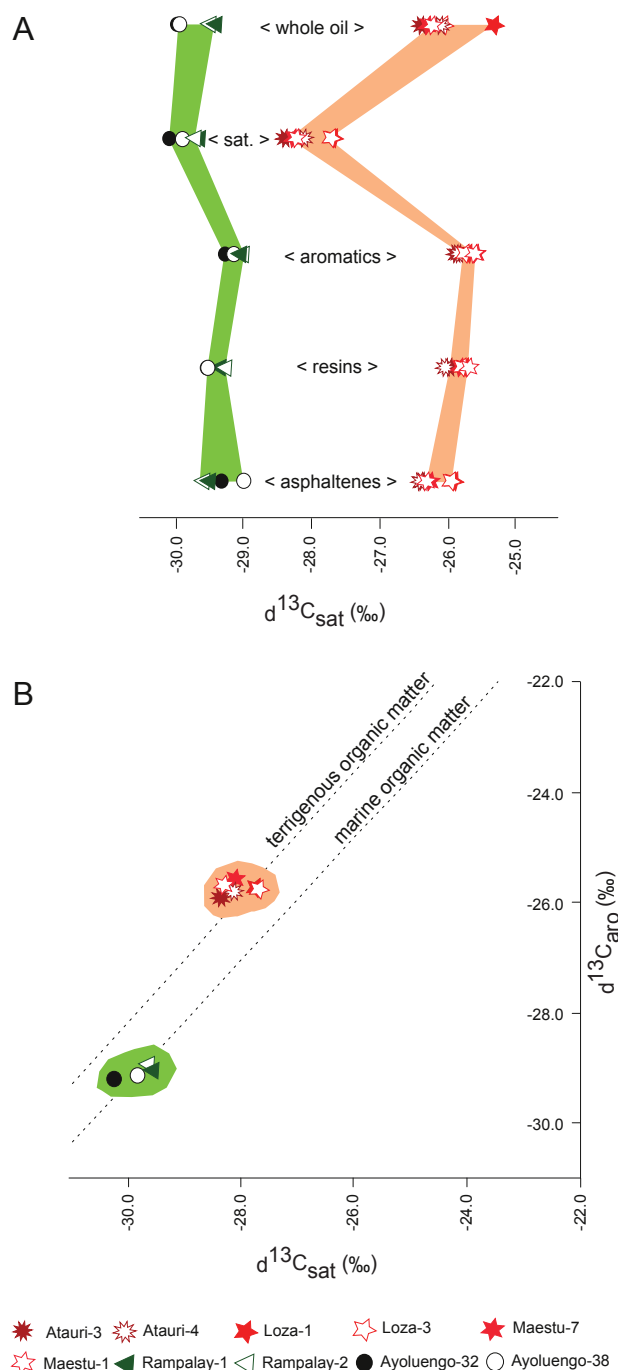 A
< whole oil >
< sat. >
< aromatics >
< resins >
< asphaltenes >
-30.0
-29.0
-28.0
-27.0
-26.0
-25.0
d13Csat (‰)
B
terrigenous organic matter
marine organic matter
-22.0
-24.0
-26.0
-28.0
-30.0
d13Caro (‰)
-30.0
-28.0
-26.0
-24.0
-22.0
d13Csat (‰)
Atauri-3 Atauri-4 Loza-1 Loza-3 Maestu-7
Maestu-1 Rampalay-1 Rampalay-2 Ayoluengo-32 Ayoluengo-38